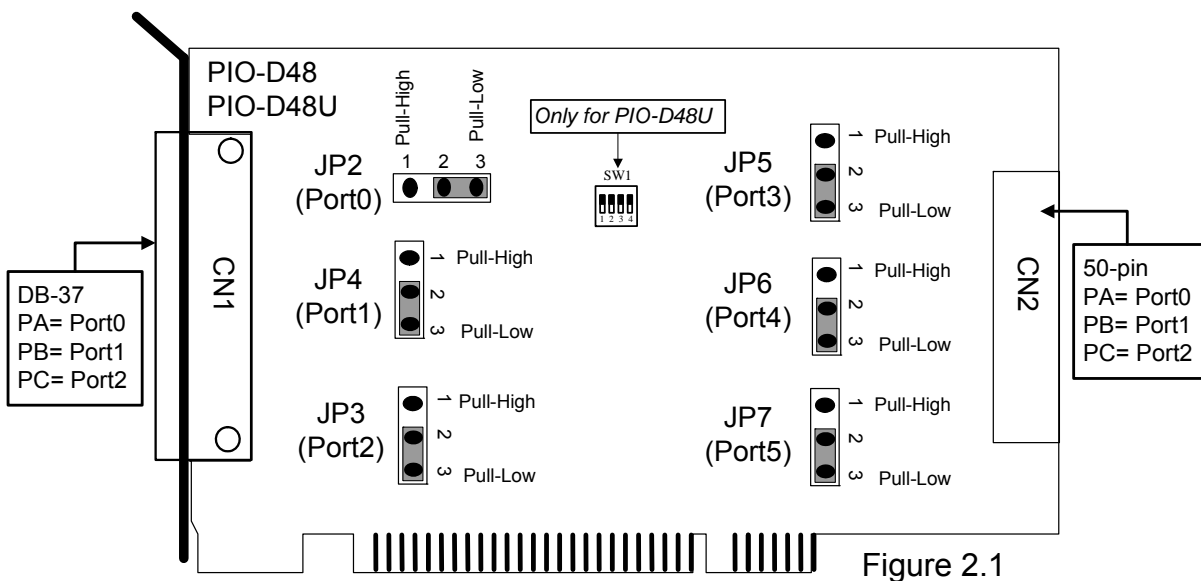 PIO-D48
PIO-D48U
Pull-High
Pull-Low
JP2
(Port0)
1 2 3
Only for PIO-D48U
SW1
1 2 3 4
JP5
(Port3)
1 Pull-High
2
3 Pull-Low
CN1
DB-37
PA= Port0
PB= Port1
PC= Port2
JP4
(Port1)
1 Pull-High
2
3 Pull-Low
JP6
(Port4)
1 Pull-High
2
3 Pull-Low
CN2
50-pin
PA= Port0
PB= Port1
PC= Port2
JP3
(Port2)
1 Pull-High
2
3 Pull-Low
JP7
(Port5)
1 Pull-High
2
3 Pull-Low
Figure 2.1